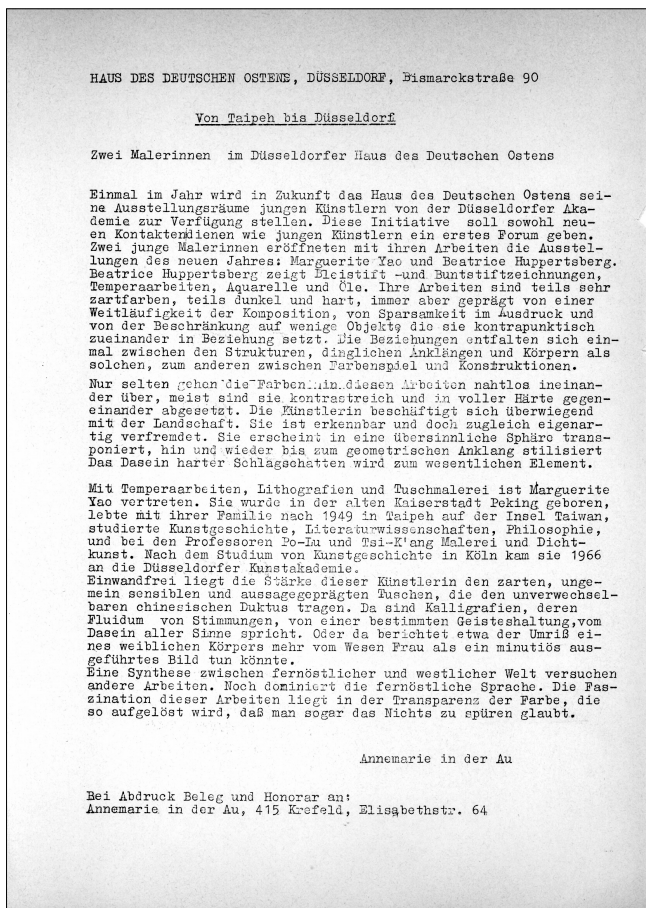 HAUS DES DEUTSCHEN OSTENS, DÜSSELDORF, Bismarckstraße 90
Von Taipeh bis Düsseldorf
Zwei Malerinnen im Düsseldorfer Haus des Deutschen Ostens
Einmal im Jahr wird in Zukunft das Haus des Deutschen Ostens sei-
ne Ausstellungsräume jungen Künstlern von der Düsseldorfer Aka-
demie zur Verfügung stellen. Diese Initiative soll sowohl neu-
en Kontakten dienen wie jungen Künstlern ein erstes Forum geben.
Zwei junge Malerinnen eröffneten mit ihren Arbeiten die Ausstel-
lungen des neuen Jahres: Marguerite Yao und Beatrice Huppertsberg.
Beatrice Huppertsberg zeigt Bleistift -und Buntstiftzeichnungen,
Temperaarbeiten, Aquarelle und Öle. Ihre Arbeiten sind teils sehr
zartfarben, teils dunkel und hart, immer aber geprägt von einer
Weitläufigkeit der Komposition, von Sparsamkeit im Ausdruck und
von der Beschränkung auf wenige Objekte die sie kontrapunktisch
zueinander in Beziehung setzt. Die Beziehungen entfalten sich ein-
mal zwischen den Strukturen, dinglichen Anklängen und Körpern als
solchen, zum anderen zwischen Farbenspiel und Konstruktionen.
Nur selten gehen die Farben in diesen Arbeiten nahtlos ineinan-
der über, meist sind sie kontrastreich und in voller Härte gegen-
einander abgesetzt. Die Künstlerin beschäftigt sich überwiegend
mit der Landschaft. Sie ist erkennbar und doch zugleich eigenar-
tig verfremdet. Sie erscheint in eine übersinnliche Sphäre trans-
poniert, hin und wieder bis zum geometrischen Anklang stilisiert
Das Dasein harter Schlagschatten wird zum wesentlichen Element.
Mit Temperaarbeiten, Lithografien und Tuschmalerei ist Marguerite
Yao vertreten. Sie wurde in der alten Kaiserstadt Peking geboren,
lebte mit ihrer Familie nach 1949 in Taipeh auf der Insel Taiwan,
studierte Kunstgeschichte, Literaturwissenschaften, Philosophie,
und bei den Professoren Po-Lu und Tsi-K'ang Malerei und Dicht-
kunst. Nach dem Studium von Kunstgeschichte in Köln kam sie 1966
an die Düsseldorfer Kunstakademie.
Einwandfrei liegt die Stärke dieser Künstlerin den zarten, unge-
mein sensiblen und aussagegeprägten Tuschen, die den unverwechsel-
baren chinesischen Duktus tragen. Da sind Kalligrafien, deren
Fluidum von Stimmungen, von einer bestimmten Geisteshaltung,vom
Dasein aller Sinne spricht. Oder da berichtet etwa der Umriß ei-
nes weiblichen Körpers mehr vom Wesen Frau als ein minutiös aus-
geführtes Bild tun könnte.
Eine Synthese zwischen fernöstlicher und westlicher Welt versuchen
andere Arbeiten. Noch dominiert die fernöstliche Sprache. Die Fas-
zination dieser Arbeiten liegt in der Transparenz der Farbe, die
so aufgelöst wird, daß man sogar das Nichts zu spüren glaubt.
Annemarie in der Au
Bei Abdruck Beleg und Honorar an:
Annemarie in der Au, 415 Krefeld, Elisabethstr. 64